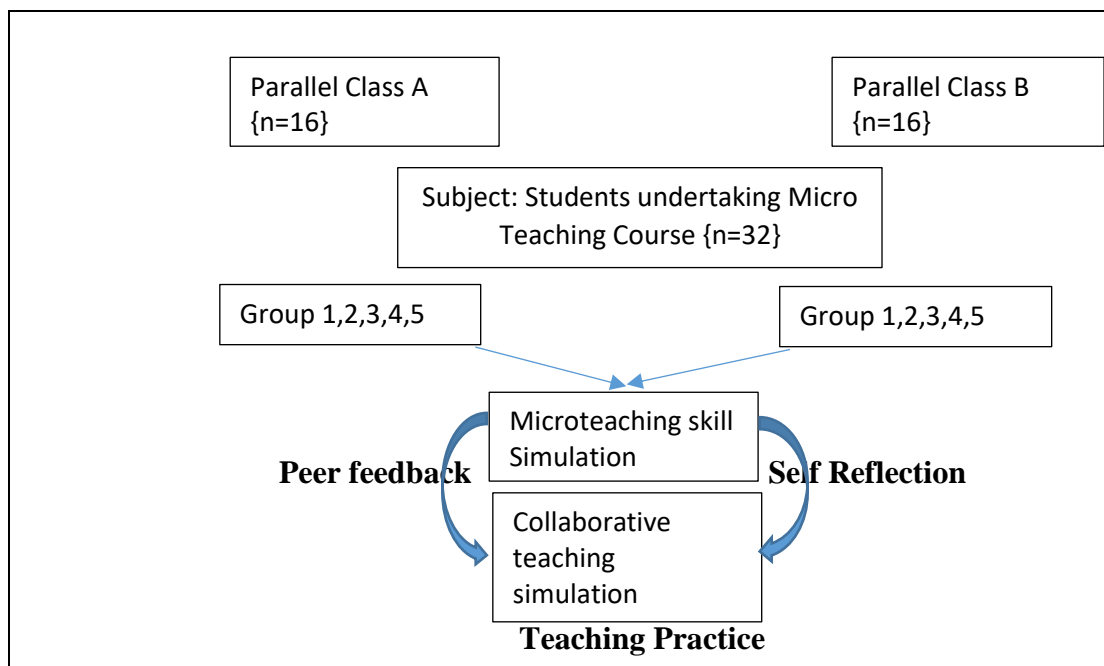 Parallel Class A
{n=16}
Parallel Class B
{n=16}
Subject: Students undertaking Micro
Teaching Course {n=32}
Group 1,2,3,4,5
Group 1,2,3,4,5
Microteaching skill
Simulation
Peer feedback
Self Reflection
Collaborative
teaching
simulation
Teaching Practice